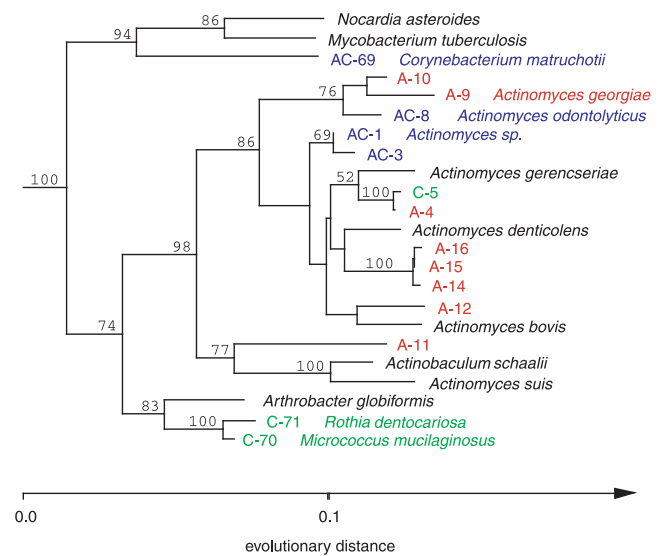 86 Nocardia asteroides
94 Mycobacterium tuberculosis
AC-69 Corynebacterium matruchotii
A-10
76 A-9 Actinomyces georgiae
AC-8 Actinomyces odontolyticus
86 69 AC-1 Actinomyces sp.
AC-3
52 Actinomyces gerencseriae
100 100 C-5
A-4
Actinomyces denticolens
98 A-16
100 A-15
A-14
A-12
74 Actinomyces bovis
77 A-11
100 Actinobaculum schaalii
Actinomyces suis
83 Arthrobacter globiformis
100 C-71 Rothia dentocariosa
C-70 Micrococcus mucilaginosus
0.0 0.1
evolutionary distance